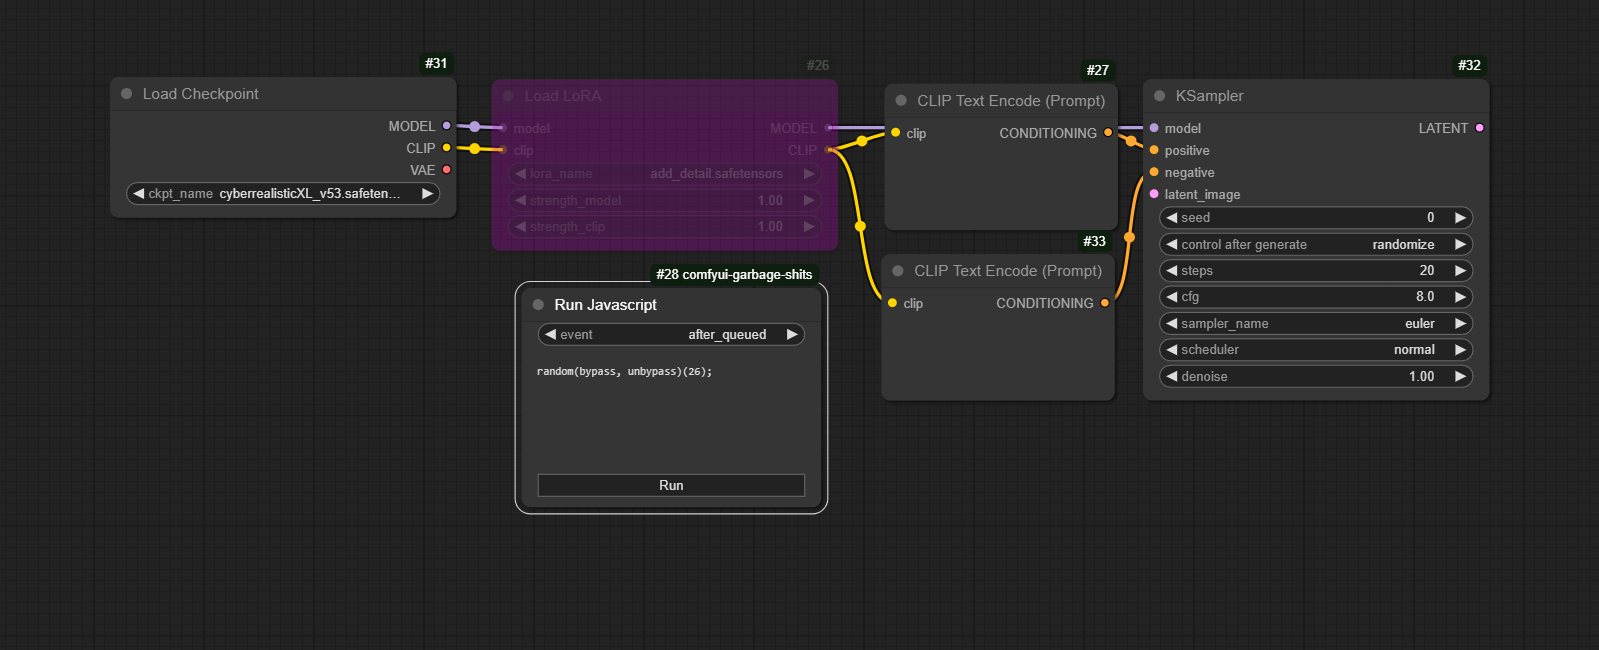 #31
Load Checkpoint
MODEL
CLIP
VAE
ckpt_name cyberrealisticXL_v53.safeten...
#26
Load LoRA
model MODEL
clip CLIP
lora_name add_detail.safetensors
strength_model 1.00
strength_clip 1.00
#28 comfyui-garbage-shits
Run Javascript
event after_queued
random(bypass, unbypass)(26);
Run
#27
CLIP Text Encode (Prompt)
clip CONDITIONING
#33
CLIP Text Encode (Prompt)
clip CONDITIONING
#32
KSampler
model LATENT
positive
negative
latent_image
seed 0
control after generate randomize
steps 20
cfg 8.0
sampler_name euler
scheduler normal
denoise 1.00